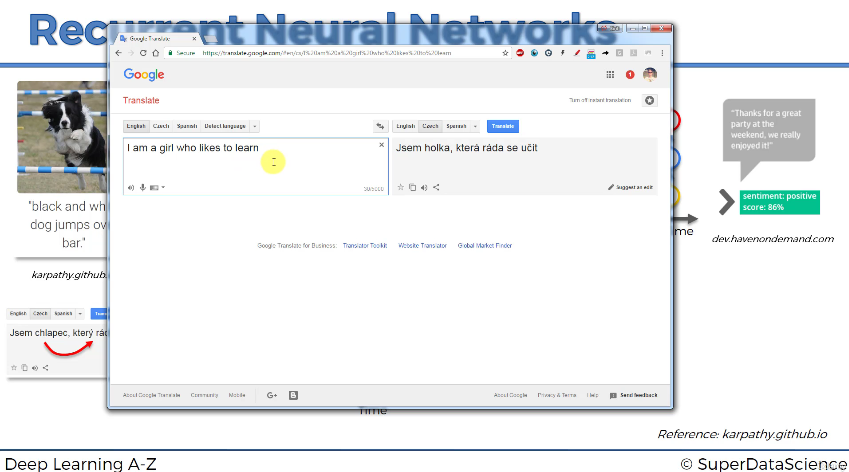 Recurrent Neural Networks
Google Translate
Secure
https://translate.google.com/#en/cs/I%20am%20a%20girl%20who%20likes%20to%20learn
Google
Translate
Turn off instant translation
English Czech Spanish Detect language
English Czech Spanish Translate
I am a girl who likes to learn
Jsem holka, která ráda se učit
30/5000
Suggest an edit
Google Translate for Business: Translator Toolkit Website Translator Global Market Finder
About Google Translate Community Mobile G+
About Google Privacy & Terms Help Send feedback
"black and wh
dog jumps ov
bar."
karpathy.github.
English Czech Spanish Trans
Jsem chlapec, který rád
"Thanks for a great
party at the
weekend, we really
enjoyed it!"
sentiment: positive
score: 86%
me
dev.havenondemand.com
Time
Reference: karpathy.github.io
Deep Learning A-Z
© SuperDataScience